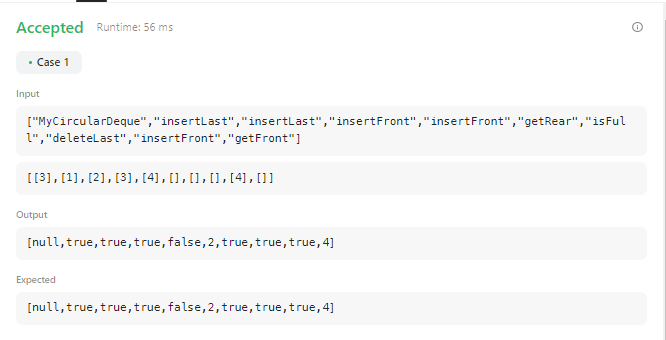 Accepted Runtime: 56 ms
• Case 1
Input
["MyCircularDeque","insertLast","insertLast","insertFront","insertFront","getRear","isFul
l","deleteLast","insertFront","getFront"]
[[3],[1],[2],[3],[4],[],[],[],[4],[]]
Output
[null,true,true,true,false,2,true,true,true,4]
Expected
[null,true,true,true,false,2,true,true,true,4]